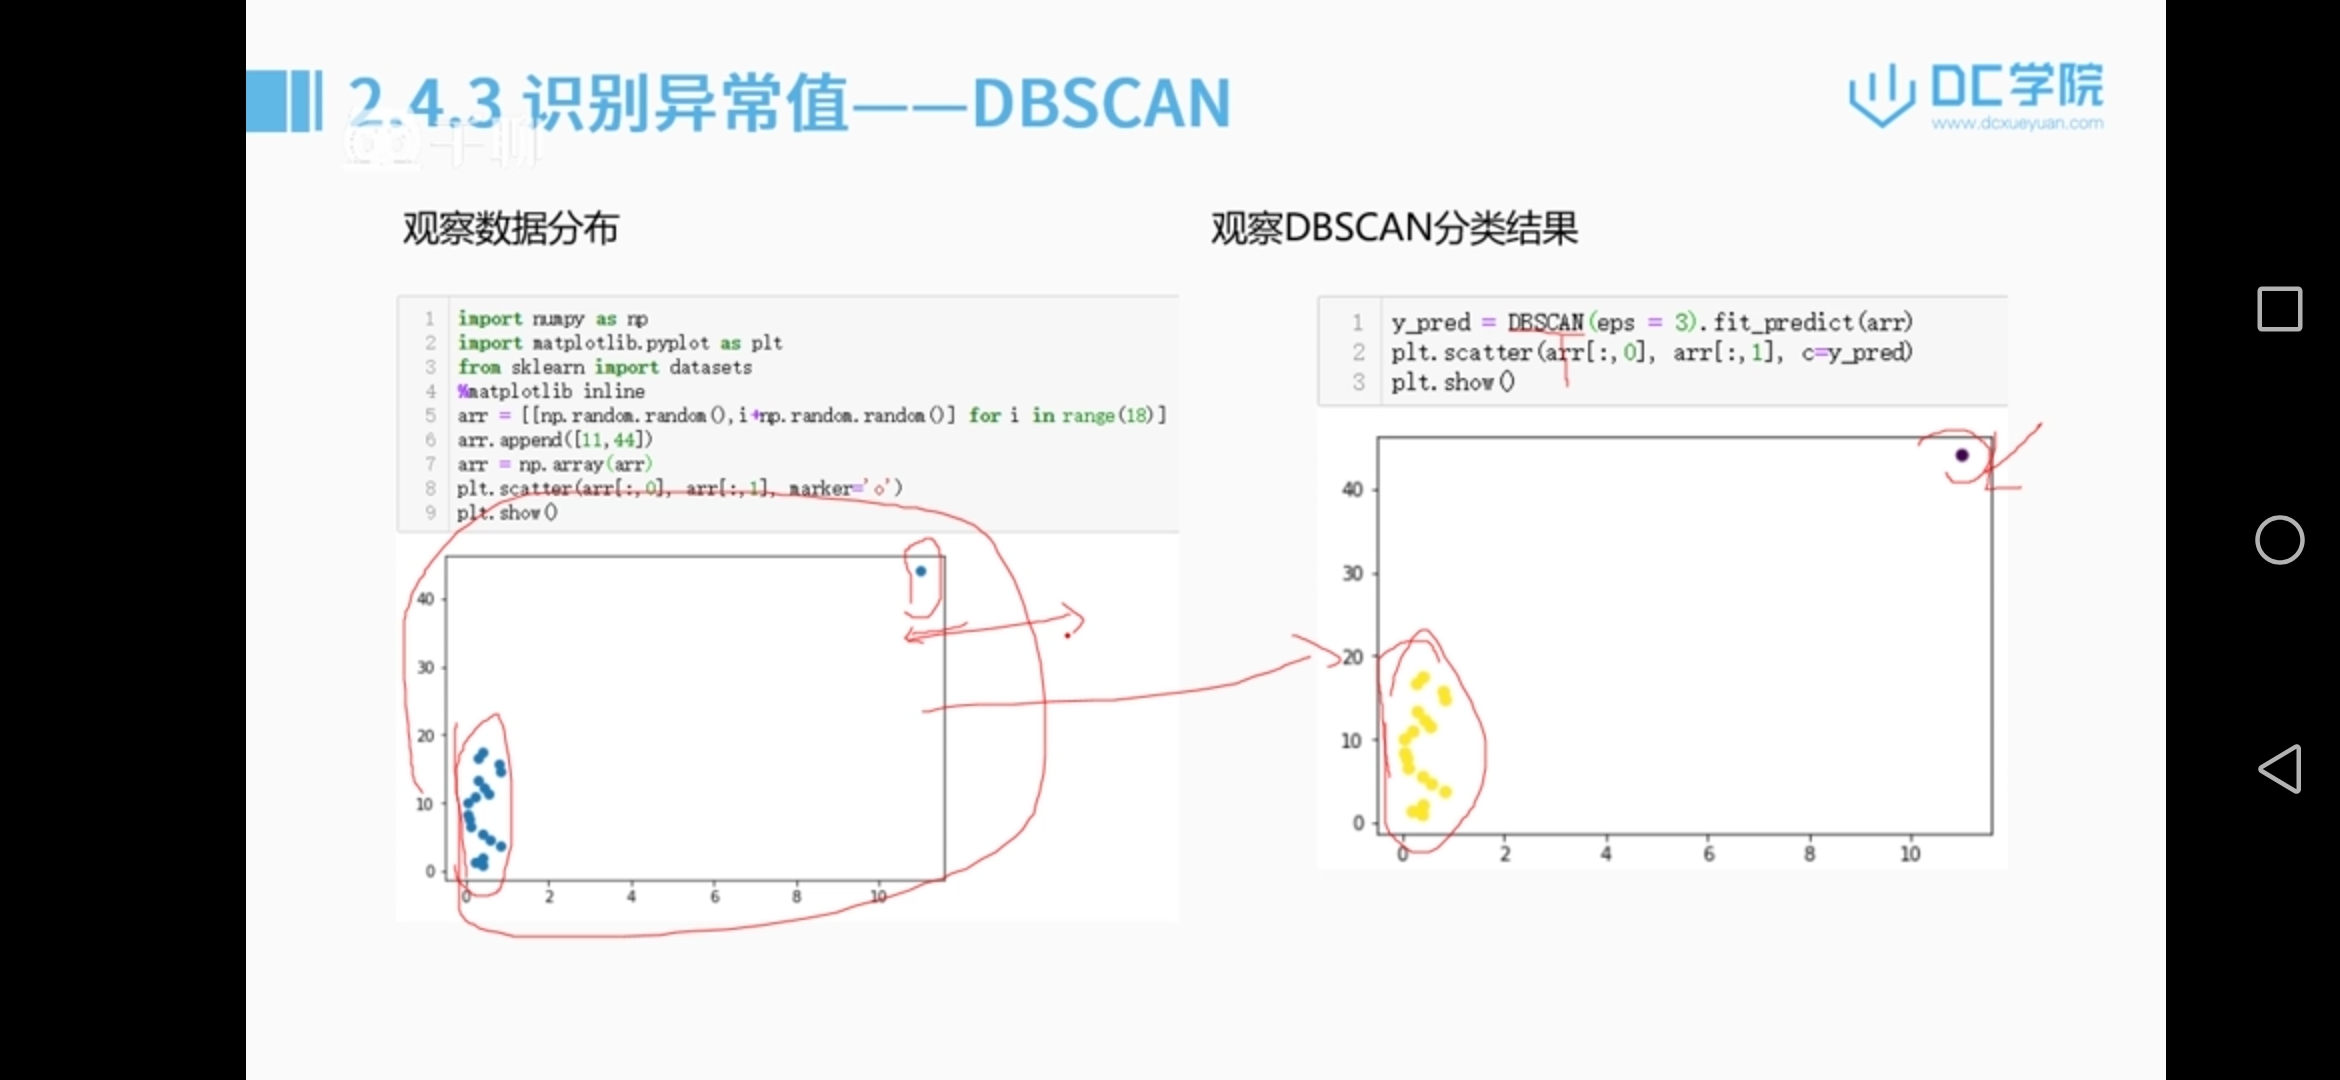 2.4.3 识别异常值——DBSCAN
千聊
DC学院
www.dcxueyuan.com
观察数据分布
1 import numpy as np
2 import matplotlib.pyplot as plt
3 from sklearn import datasets
4 %matplotlib inline
5 arr = [[np.random.random(),i+np.random.random()] for i in range(18)]
6 arr.append([11,44])
7 arr = np.array(arr)
8 plt.scatter(arr[:,0], arr[:,1], marker='o')
9 plt.show()
40
30
20
10
0
0 2 4 6 8 10
观察DBSCAN分类结果
1 y_pred = DBSCAN(eps = 3).fit_predict(arr)
2 plt.scatter(arr[:,0], arr[:,1], c=y_pred)
3 plt.show()
40
30
20
10
0
0 2 4 6 8 10